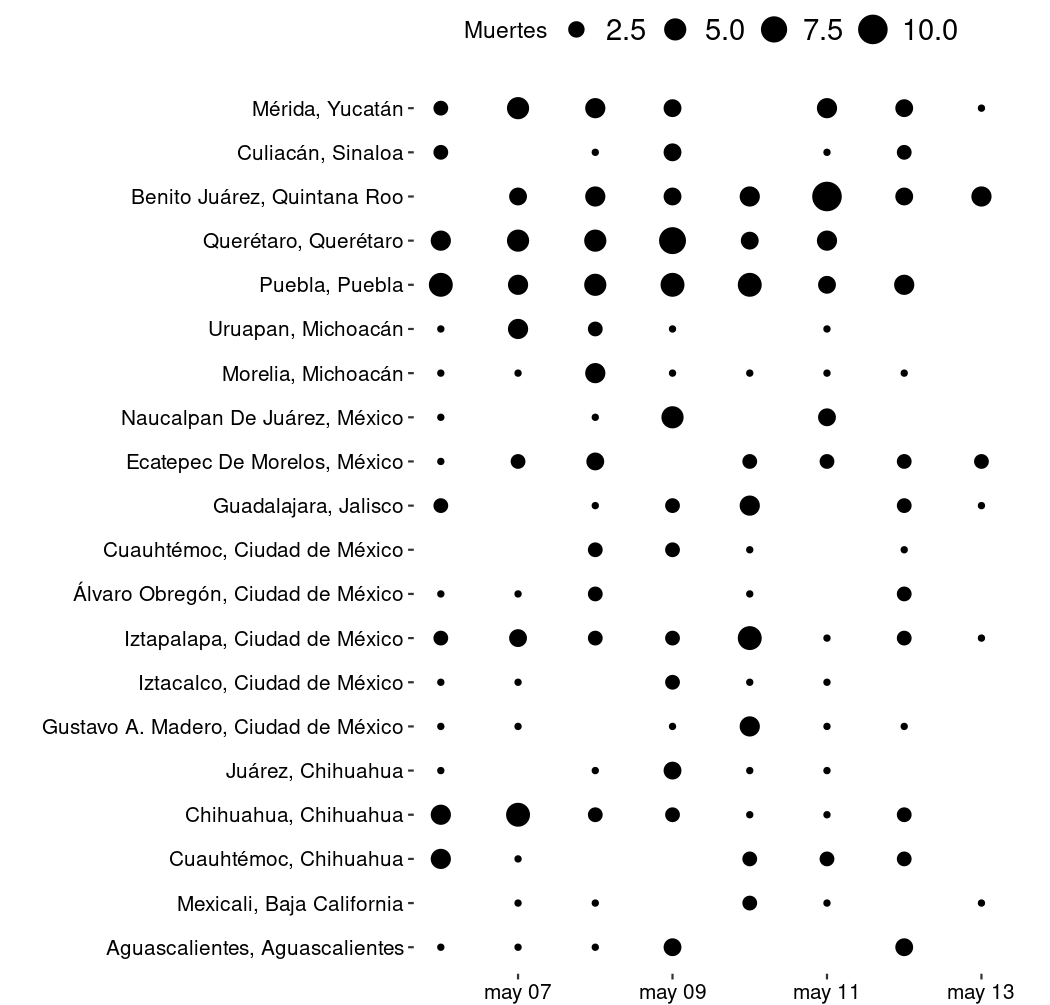 Muertes 2.5 5.0 7.5 10.0
Mérida, Yucatán
Culiacán, Sinaloa
Benito Juárez, Quintana Roo
Querétaro, Querétaro
Puebla, Puebla
Uruapan, Michoacán
Morelia, Michoacán
Naucalpan De Juárez, México
Ecatepec De Morelos, México
Guadalajara, Jalisco
Cuauhtémoc, Ciudad de México
Álvaro Obregón, Ciudad de México
Iztapalapa, Ciudad de México
Iztacalco, Ciudad de México
Gustavo A. Madero, Ciudad de México
Juárez, Chihuahua
Chihuahua, Chihuahua
Cuauhtémoc, Chihuahua
Mexicali, Baja California
Aguascalientes, Aguascalientes
may 07 may 09 may 11 may 13